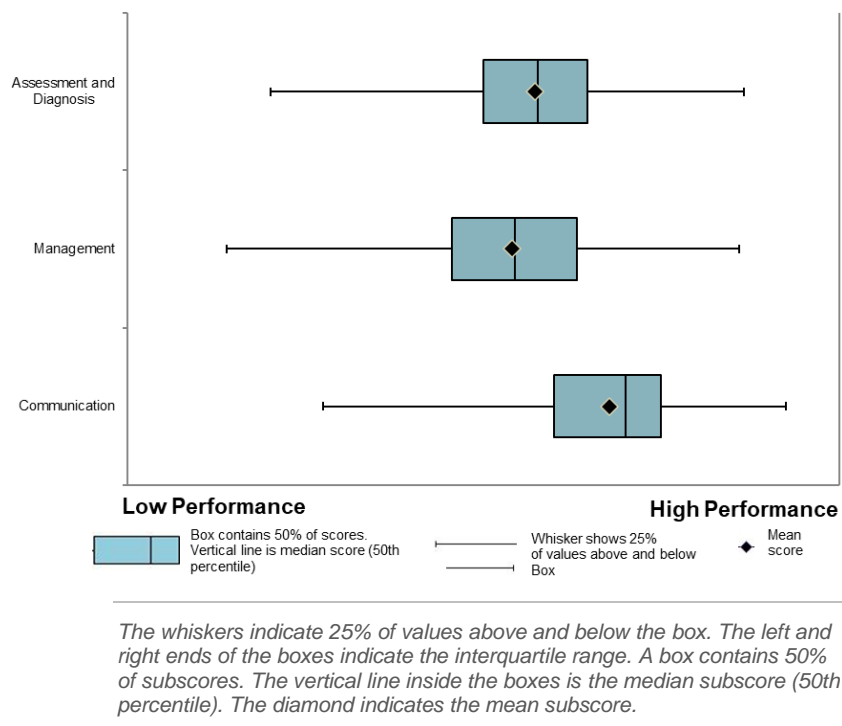 Assessment and
Diagnosis
Management
Communication
Low Performance
High Performance
Box contains 50% of scores.
Vertical line is median score (50th
percentile)
Whisker shows 25%
of values above and below
Box
Mean
score
The whiskers indicate 25% of values above and below the box. The left and
right ends of the boxes indicate the interquartile range. A box contains 50%
of subscores. The vertical line inside the boxes is the median subscore (50th
percentile). The diamond indicates the mean subscore.